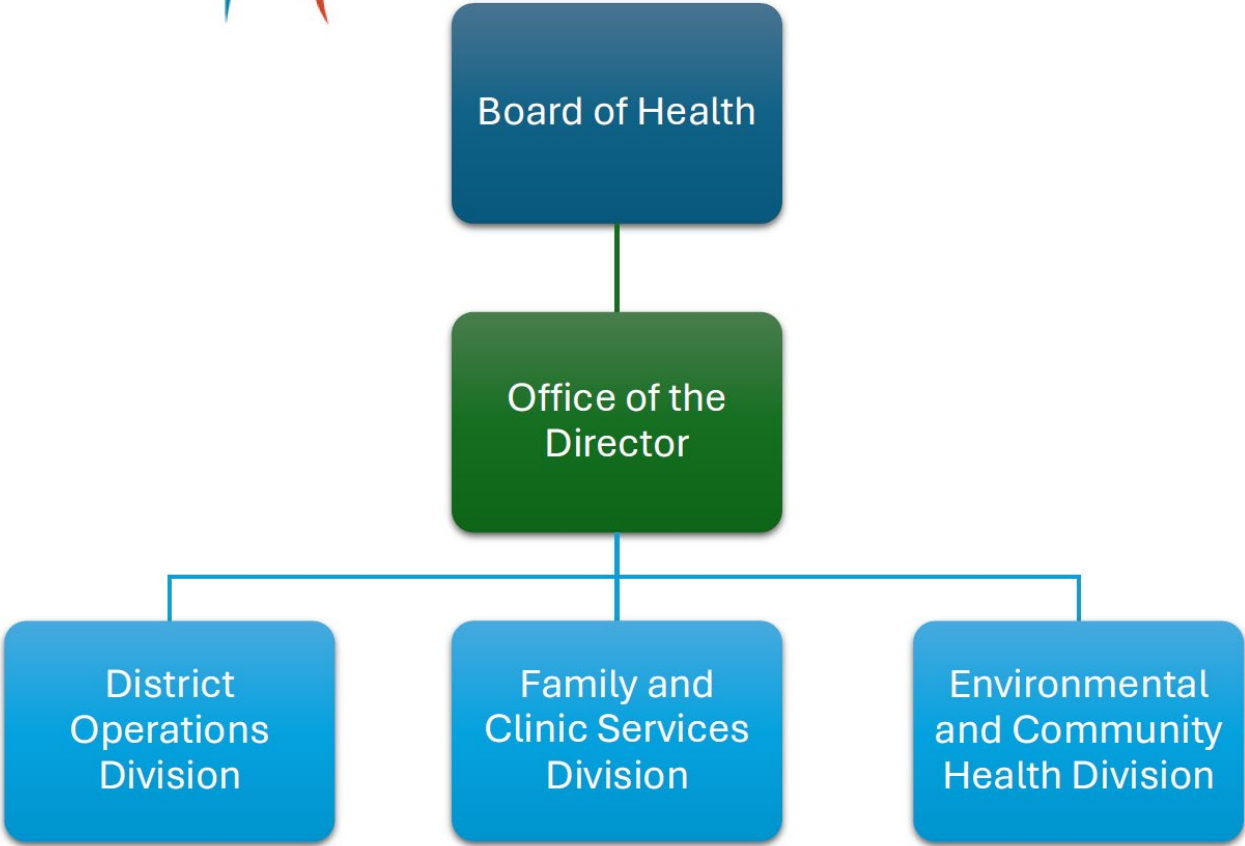 Board of Health
Office of the
Director
District
Operations
Division
Family and
Clinic Services
Division
Environmental
and Community
Health Division